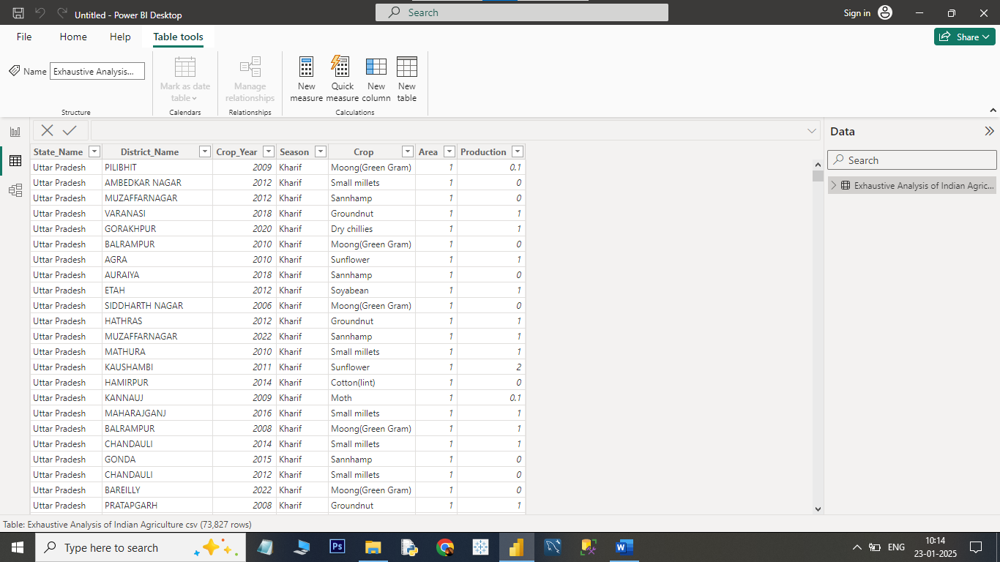 Untitled - Power BI Desktop
Search
Sign in
File Home Help Table tools
Share
Name Exhaustive Analysis...
Mark as date table
Manage relationships
New measure
Quick measure
New column
New table
Structure
Calendars
Relationships
Calculations
State_Name District_Name Crop_Year Season Crop Area Production
Uttar Pradesh PILIBHIT 2009 Kharif Moong(Green Gram) 1 0.1
Uttar Pradesh AMBEDKAR NAGAR 2012 Kharif Small millets 1 0
Uttar Pradesh MUZAFFARNAGAR 2012 Kharif Sannhamp 1 0
Uttar Pradesh VARANASI 2018 Kharif Groundnut 1 1
Uttar Pradesh GORAKHPUR 2020 Kharif Dry chillies 1 1
Uttar Pradesh BALRAMPUR 2010 Kharif Moong(Green Gram) 1 0
Uttar Pradesh AGRA 2010 Kharif Sunflower 1 1
Uttar Pradesh AURAIYA 2018 Kharif Sannhamp 1 0
Uttar Pradesh ETAH 2012 Kharif Soyabean 1 1
Uttar Pradesh SIDDHARTH NAGAR 2006 Kharif Moong(Green Gram) 1 0
Uttar Pradesh HATHRAS 2012 Kharif Groundnut 1 1
Uttar Pradesh MUZAFFARNAGAR 2022 Kharif Sannhamp 1 1
Uttar Pradesh MATHURA 2010 Kharif Small millets 1 1
Uttar Pradesh KAUSHAMBI 2011 Kharif Sunflower 1 2
Uttar Pradesh HAMIRPUR 2014 Kharif Cotton(lint) 1 0
Uttar Pradesh KANNAUJ 2009 Kharif Moth 1 0.1
Uttar Pradesh MAHARAJGANJ 2016 Kharif Small millets 1 1
Uttar Pradesh BALRAMPUR 2008 Kharif Moong(Green Gram) 1 1
Uttar Pradesh CHANDAULI 2014 Kharif Small millets 1 1
Uttar Pradesh GONDA 2015 Kharif Sannhamp 1 0
Uttar Pradesh CHANDAULI 2012 Kharif Small millets 1 0
Uttar Pradesh BAREILLY 2022 Kharif Moong(Green Gram) 1 0
Uttar Pradesh PRATAPGARH 2008 Kharif Groundnut 1 1
Data
Search
Exhaustive Analysis of Indian Agric...
Table: Exhaustive Analysis of Indian Agriculture csv (73,827 rows)
Type here to search
Ps
W
ENG
10:14
23-01-2025